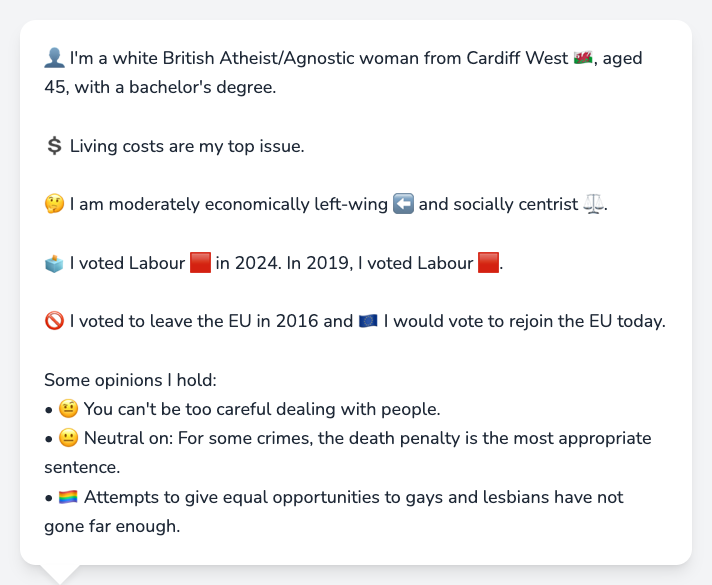 👤 I'm a white British Atheist/Agnostic woman from Cardiff West 🏴󠁧󠁢󠁷󠁬󠁳󠁿, aged
45, with a bachelor's degree.
💲 Living costs are my top issue.
🤔 I am moderately economically left-wing ⬅️ and socially centrist ⚖️.
🗳️ I voted Labour 🟥 in 2024. In 2019, I voted Labour 🟥.
🚫 I voted to leave the EU in 2016 and 🇪🇺 I would vote to rejoin the EU today.
Some opinions I hold:
• 🤨 You can't be too careful dealing with people.
• 😐 Neutral on: For some crimes, the death penalty is the most appropriate
sentence.
• 🏳️‍🌈 Attempts to give equal opportunities to gays and lesbians have not
gone far enough.